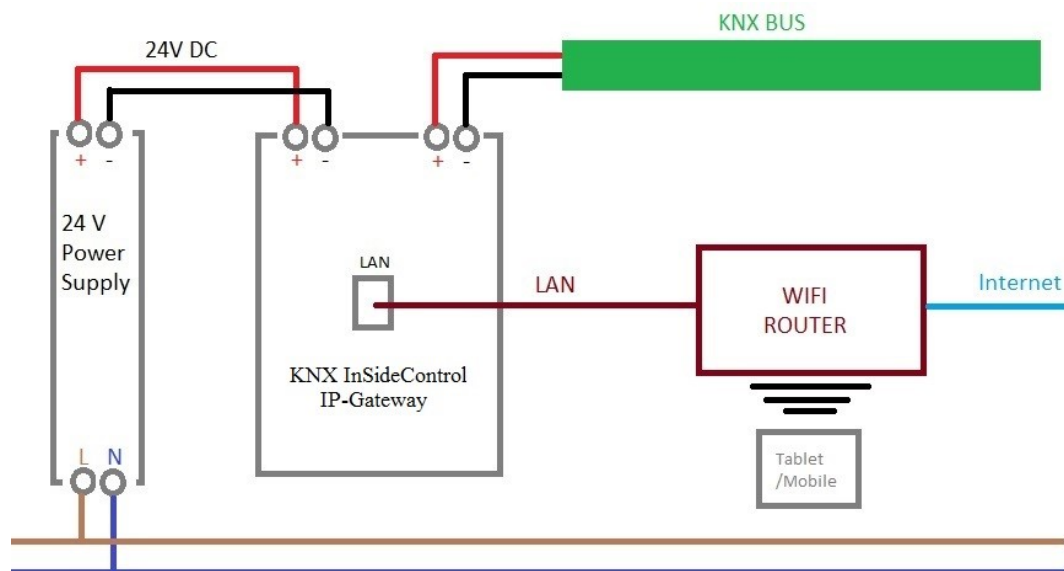 KNX BUS
24V DC
+ -
+ -
+ -
24 V
Power
Supply
LAN
LAN
WIFI
ROUTER
Internet
KNX InSideControl
IP-Gateway
Tablet
/Mobile
L N